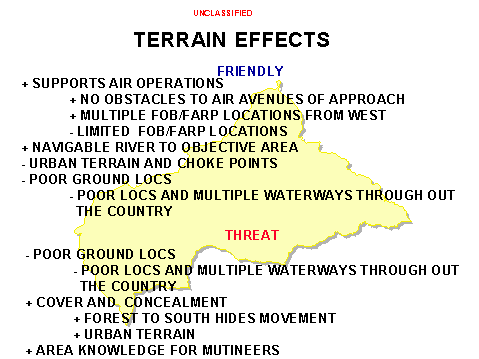 UNCLASSIFIED
TERRAIN EFFECTS
FRIENDLY
+ SUPPORTS AIR OPERATIONS
+ NO OBSTACLES TO AIR AVENUES OF APPROACH
+ MULTIPLE FOB/FARP LOCATIONS FROM WEST
- LIMITED FOB/FARP LOCATIONS
+ NAVIGABLE RIVER TO OBJECTIVE AREA
- URBAN TERRAIN AND CHOKE POINTS
- POOR GROUND LOCS
- POOR LOCS AND MULTIPLE WATERWAYS THROUGH OUT
THE COUNTRY
THREAT
- POOR GROUND LOCS
- POOR LOCS AND MULTIPLE WATERWAYS THROUGH OUT
THE COUNTRY
+ COVER AND CONCEALMENT
+ FOREST TO SOUTH HIDES MOVEMENT
+ URBAN TERRAIN
+ AREA KNOWLEDGE FOR MUTINEERS